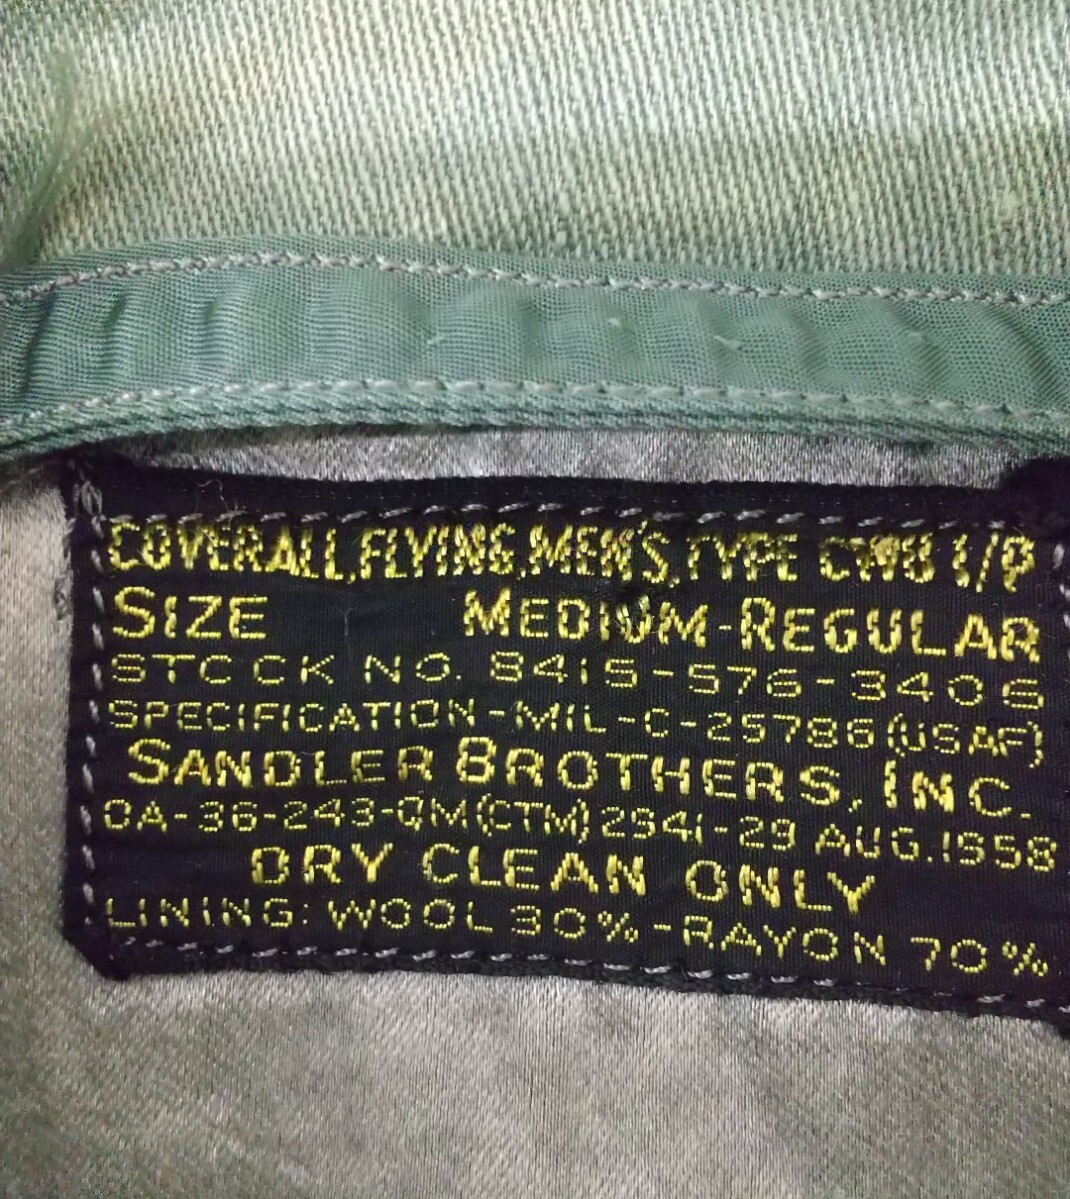 COVERALL, FLYING, MEN'S, TYPE CWU 1/P
SIZE MEDIUM-REGULAR
STOCK NO. 8415-576-3406
SPECIFICATION-MIL-C-25786(USAF)
SANDLER BROTHERS, INC.
OA-36-243-QM(CTM)2941-29 AUG.1958
DRY CLEAN ONLY
LINING: WOOL 30%-RAYON 70%